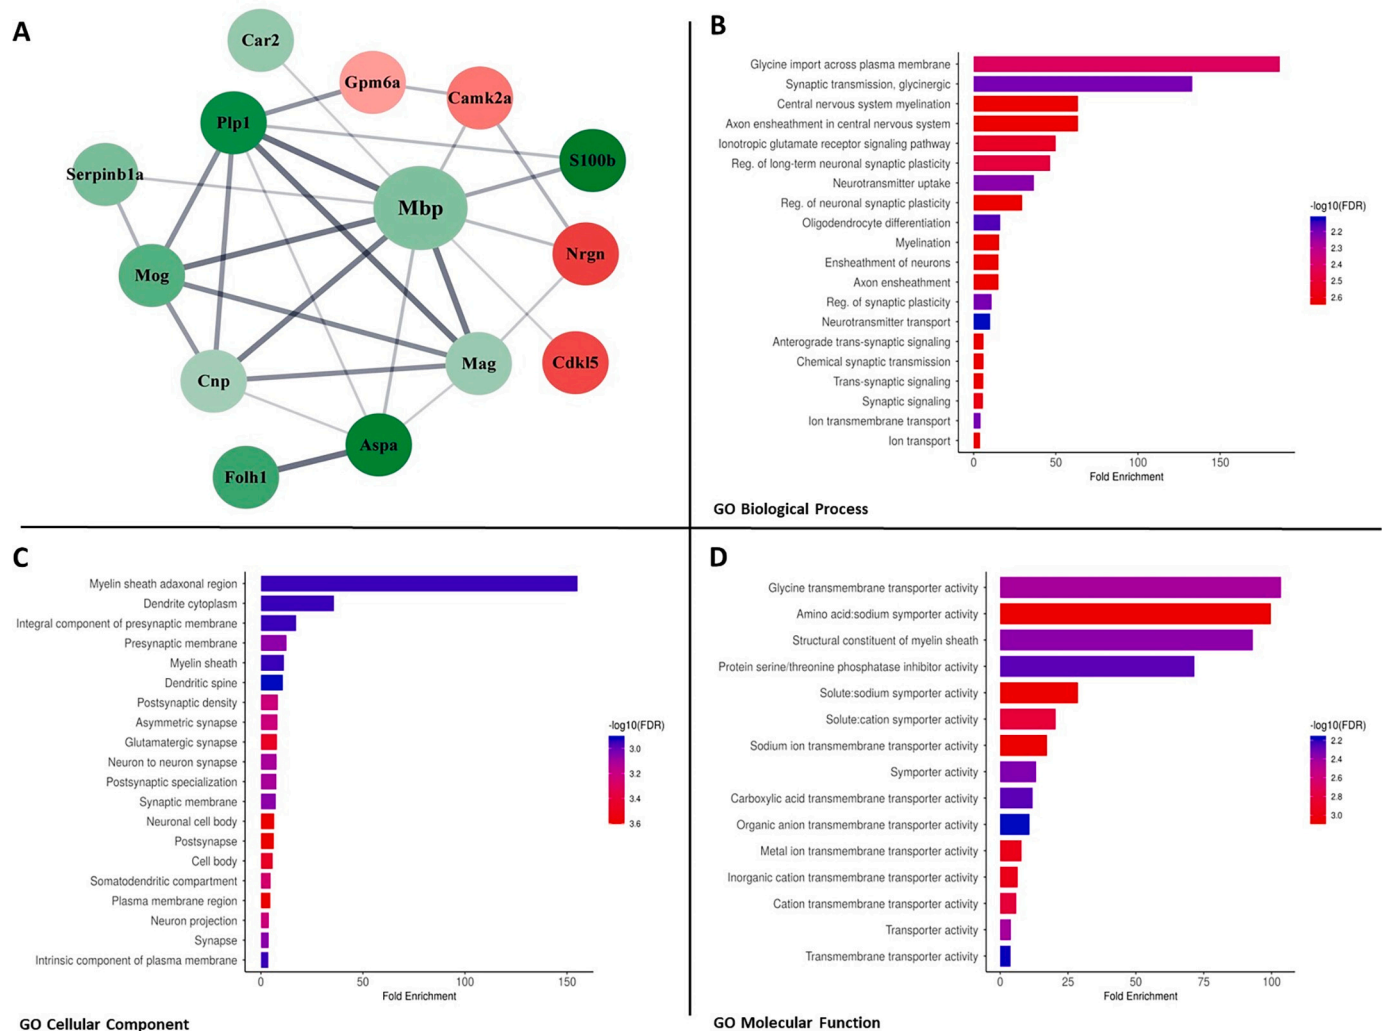 A
Car2
Gpm6a
Camk2a
Plp1
S100b
Serpinb1a
Mbp
Nrgn
Mog
Cdkl5
Mag
Cnp
Aspa
Folh1
B
Glycine import across plasma membrane
Synaptic transmission, glycinergic
Central nervous system myelination
Axon ensheathment in central nervous system
Ionotropic glutamate receptor signaling pathway
Reg. of long-term neuronal synaptic plasticity
Neurotransmitter uptake
Reg. of neuronal synaptic plasticity
Oligodendrocyte differentiation
Myelination
Ensheathment of neurons
Axon ensheathment
Reg. of synaptic plasticity
Neurotransmitter transport
Anterograde trans-synaptic signaling
Chemical synaptic transmission
Trans-synaptic signaling
Synaptic signaling
Ion transmembrane transport
Ion transport
0 50 100 150
Fold Enrichment
-log10(FDR)
2.2
2.3
2.4
2.5
2.6
GO Biological Process
C
Myelin sheath adaxonal region
Dendrite cytoplasm
Integral component of presynaptic membrane
Presynaptic membrane
Myelin sheath
Dendritic spine
Postsynaptic density
Asymmetric synapse
Glutamatergic synapse
Neuron to neuron synapse
Postsynaptic specialization
Synaptic membrane
Neuronal cell body
Postsynapse
Cell body
Somatodendritic compartment
Plasma membrane region
Neuron projection
Synapse
Intrinsic component of plasma membrane
0 50 100 150
Fold Enrichment
-log10(FDR)
3.0
3.2
3.4
3.6
GO Cellular Component
D
Glycine transmembrane transporter activity
Amino acid:sodium symporter activity
Structural constituent of myelin sheath
Protein serine/threonine phosphatase inhibitor activity
Solute:sodium symporter activity
Solute:cation symporter activity
Sodium ion transmembrane transporter activity
Symporter activity
Carboxylic acid transmembrane transporter activity
Organic anion transmembrane transporter activity
Metal ion transmembrane transporter activity
Inorganic cation transmembrane transporter activity
Cation transmembrane transporter activity
Transporter activity
Transmembrane transporter activity
0 25 50 75 100
Fold Enrichment
-log10(FDR)
2.2
2.4
2.6
2.8
3.0
GO Molecular Function